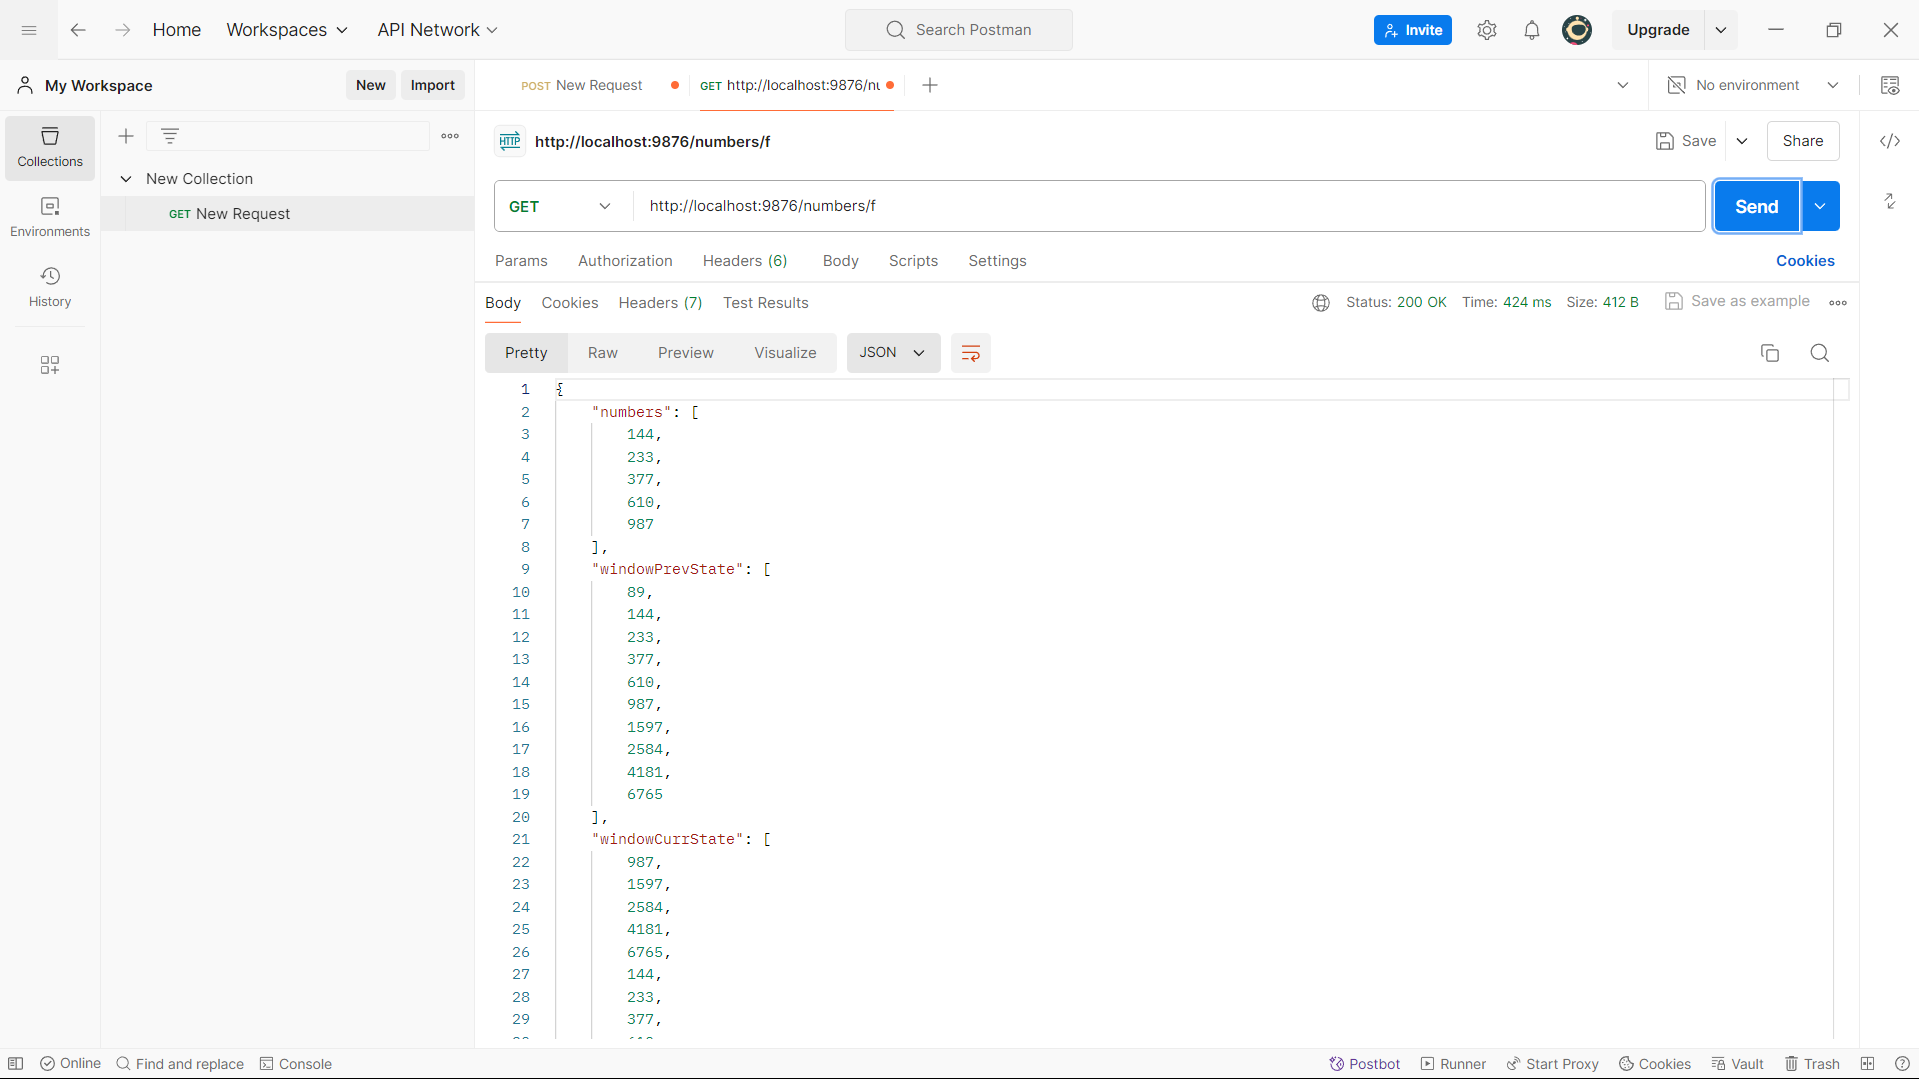 Home
Workspaces
API Network
Search Postman
Invite
Upgrade
My Workspace
New
Import
POST New Request
GET http://localhost:9876/nu
No environment
Collections
Environments
History
New Collection
GET New Request
HTTP
http://localhost:9876/numbers/f
Save
Share
GET
http://localhost:9876/numbers/f
Send
Params
Authorization
Headers (6)
Body
Scripts
Settings
Cookies
Body
Cookies
Headers (7)
Test Results
Status: 200 OK
Time: 424 ms
Size: 412 B
Save as example
Pretty
Raw
Preview
Visualize
JSON
1 {
2 "numbers": [
3 144,
4 233,
5 377,
6 610,
7 987
8 ],
9 "windowPrevState": [
10 89,
11 144,
12 233,
13 377,
14 610,
15 987,
16 1597,
17 2584,
18 4181,
19 6765
20 ],
21 "windowCurrState": [
22 987,
23 1597,
24 2584,
25 4181,
26 6765,
27 144,
28 233,
29 377,
Online
Find and replace
Console
Postbot
Runner
Start Proxy
Cookies
Vault
Trash